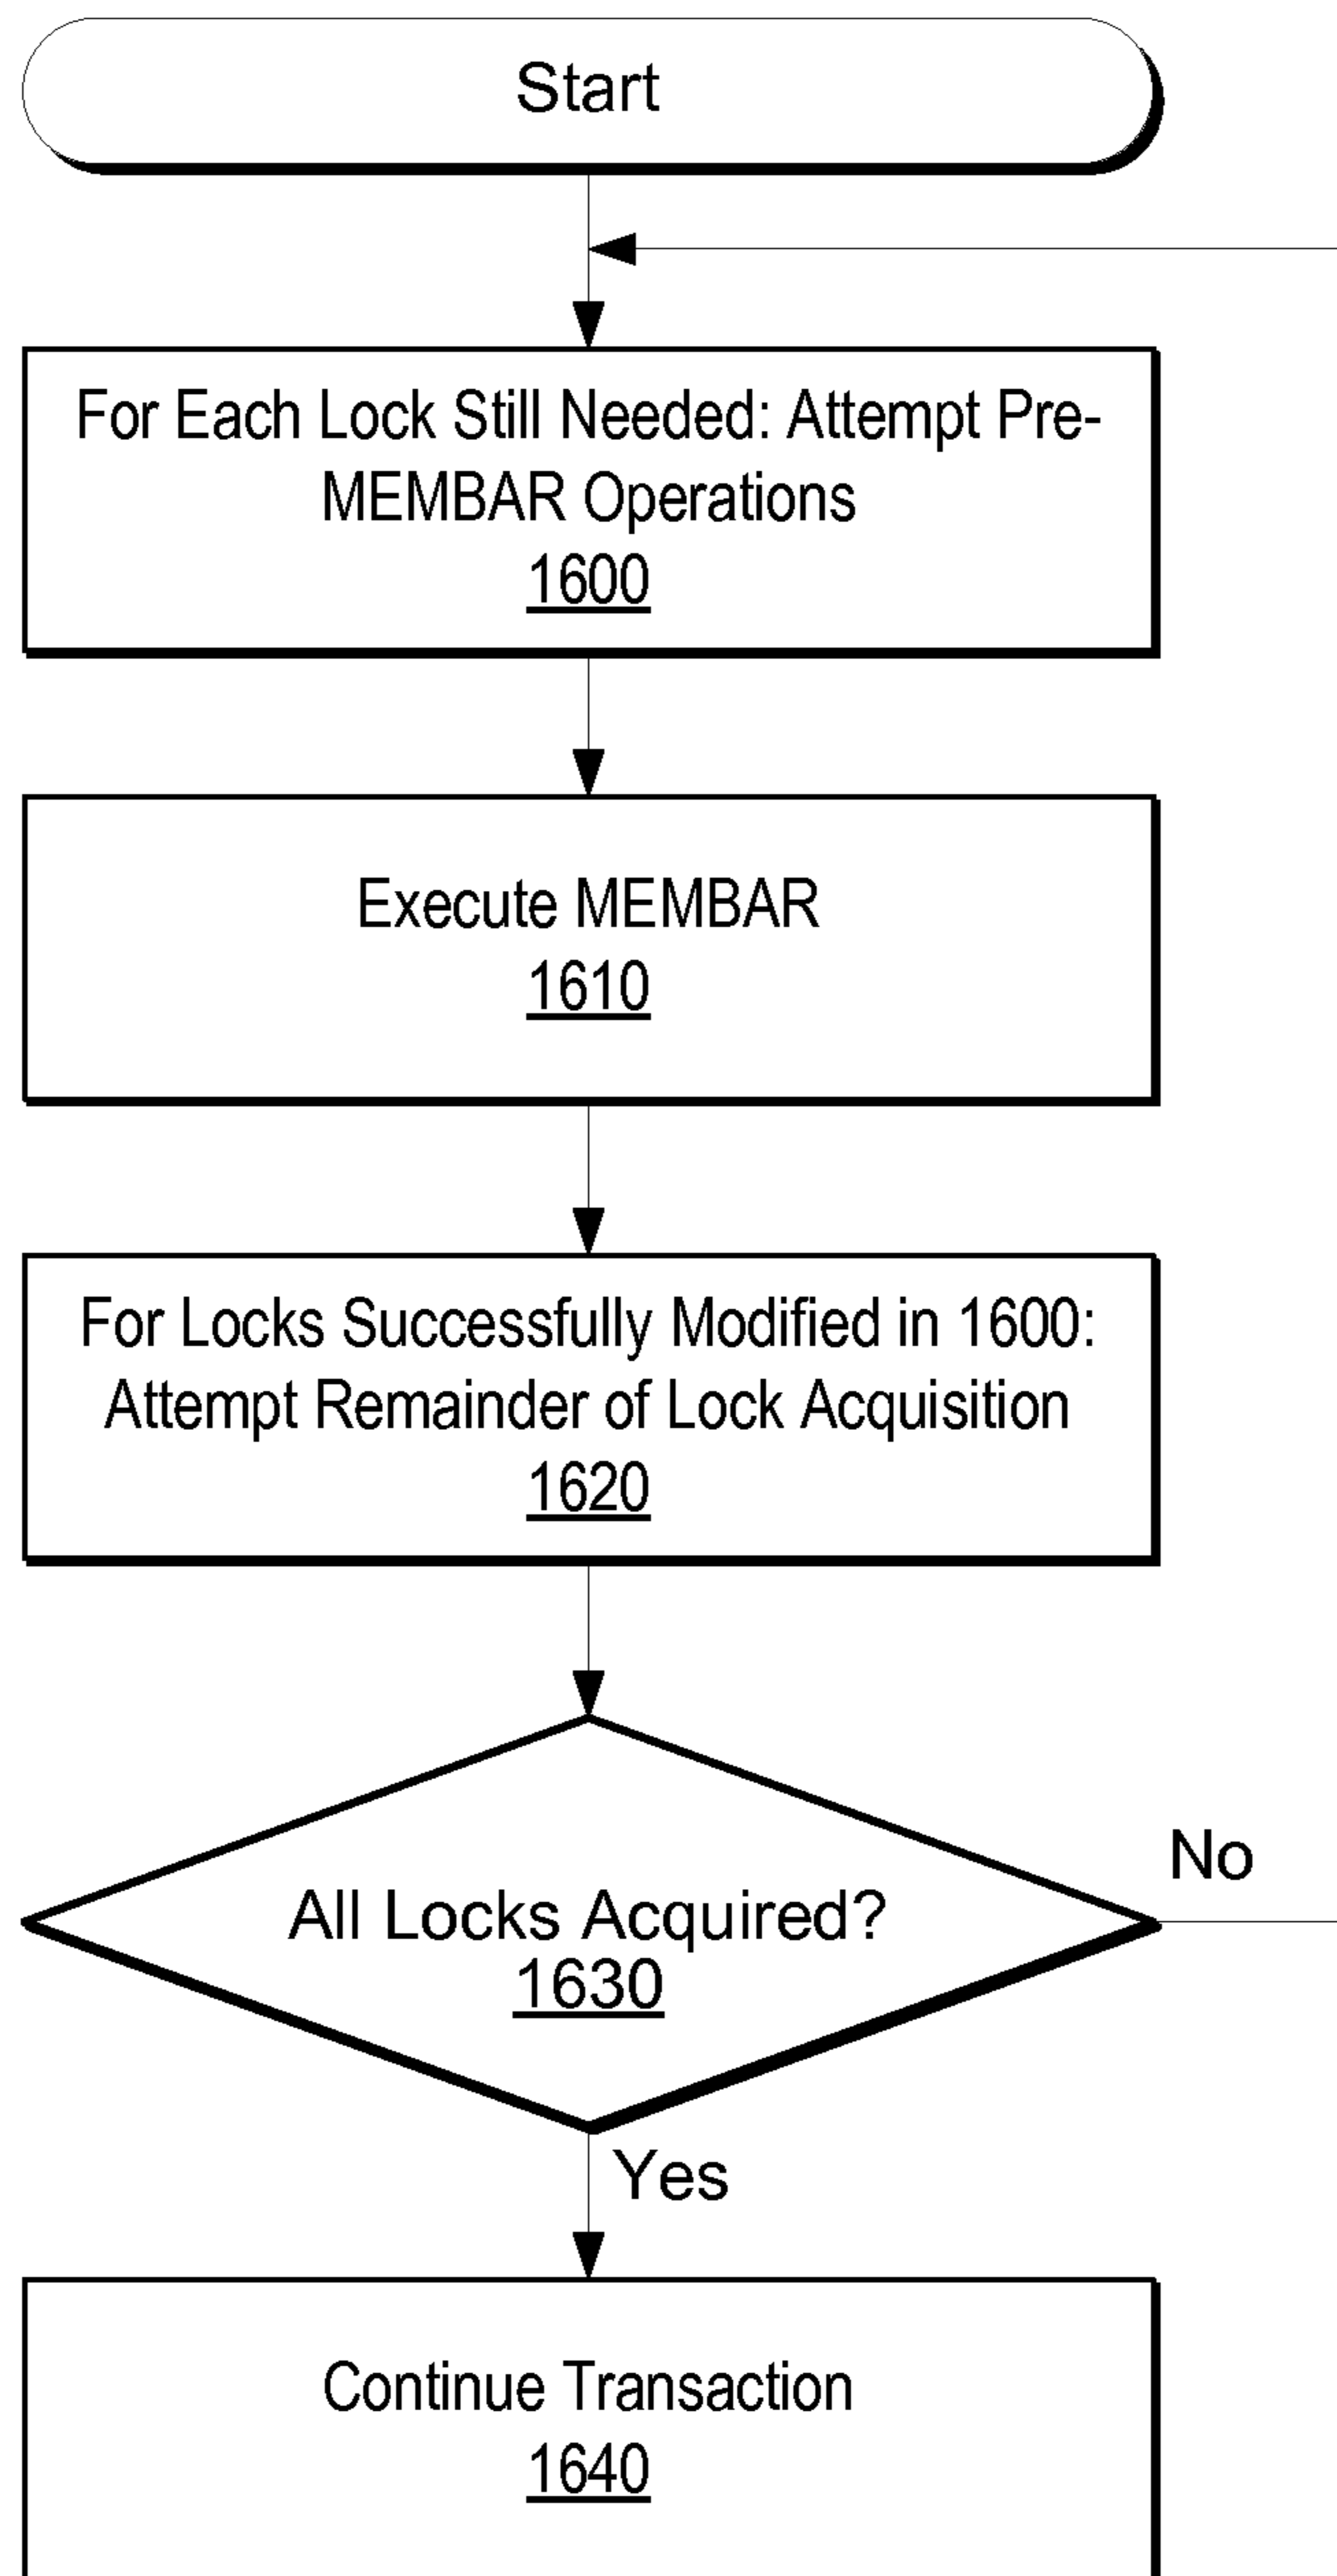 Start
For Each Lock Still Needed: Attempt Pre-
MEMBAR Operations
1600
Execute MEMBAR
1610
For Locks Successfully Modified in 1600:
Attempt Remainder of Lock Acquisition
1620
No
All Locks Acquired?
1630
Yes
Continue Transaction
1640